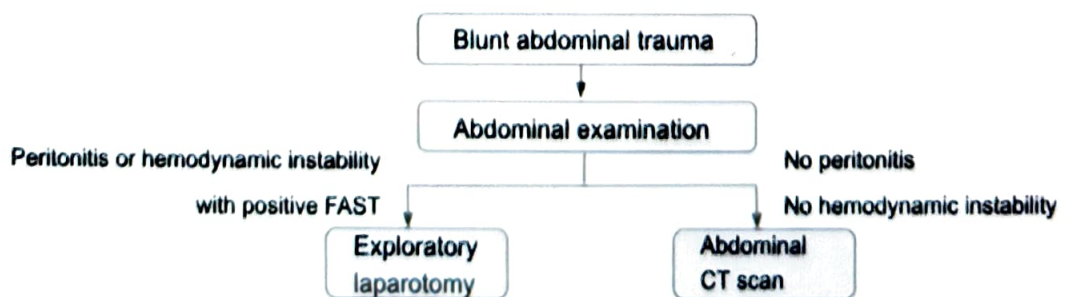 Blunt abdominal trauma
Abdominal examination
Peritonitis or hemodynamic instability
with positive FAST
No peritonitis
No hemodynamic instability
Exploratory
laparotomy
Abdominal
CT scan